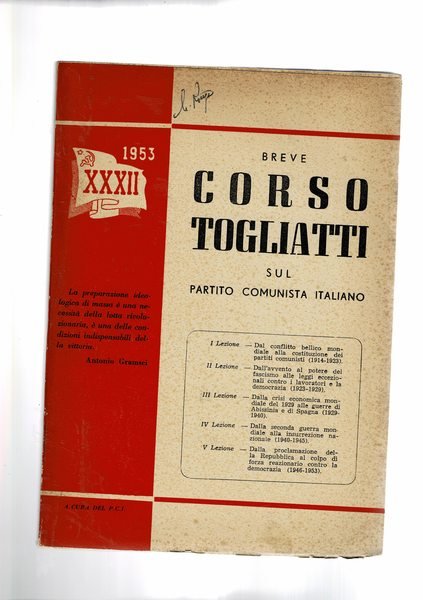 1953
XXXII
La preparazione ideo-
logica di massa è una ne-
cessità della lotta rivolu-
zionaria, è una delle con-
dizioni indispensabili del-
la vittoria.
Antonio Gramsci
A CURA DEL P.C.I.
BREVE
CORSO
TOGLIATTI
SUL
PARTITO COMUNISTA ITALIANO
I Lezione — Dal conflitto bellico mon-
diale alla costituzione dei
partiti comunisti (1914-1923).
II Lezione — Dall'avvento al potere del
fascismo alle leggi eccezio-
nali contro i lavoratori e la
democrazia (1923-1929).
III Lezione — Dalla crisi economica mon-
diale del 1929 alle guerre di
Abissinia e di Spagna (1929-
1940).
IV Lezione — Dalla seconda guerra mon-
diale alla insurrezione na-
zionale (1940-1945).
V Lezione — Dalla proclamazione del-
la Repubblica al colpo di
forza reazionario contro la
democrazia (1946-1953).